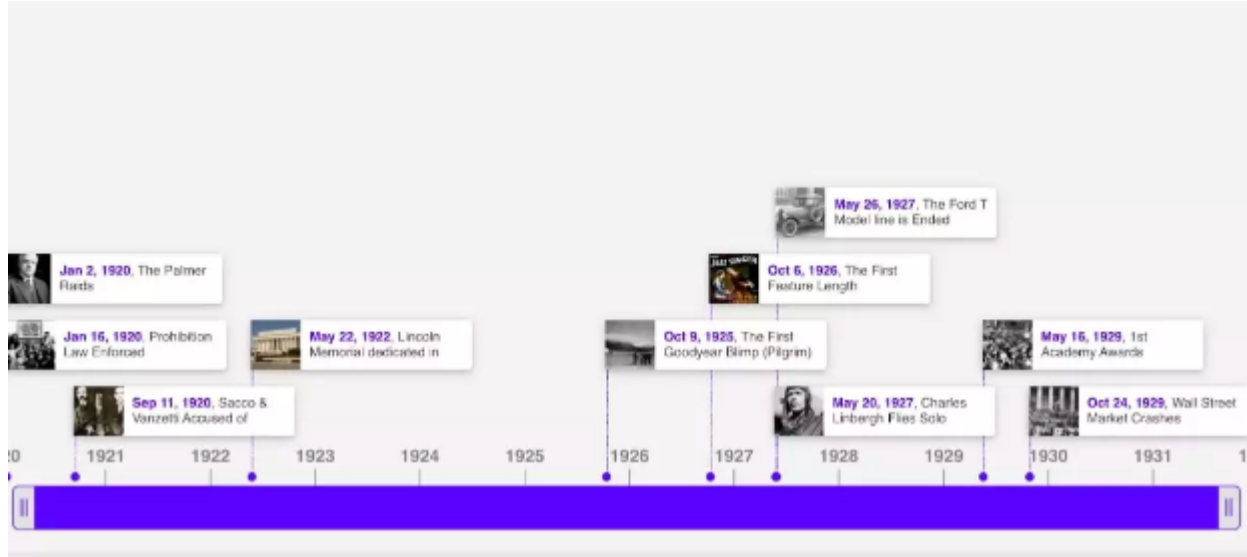 May 26, 1927, The Ford T
Model line is Ended
Jan 2, 1920, The Palmer
Raids
Oct 6, 1926, The First
Feature Length
Jan 16, 1920, Prohibition
Law Enforced
May 22, 1922, Lincoln
Memorial dedicated in
Oct 9, 1925, The First
Goodyear Blimp (Pilgrim)
May 16, 1929, 1st
Academy Awards
Sep 11, 1920, Sacco &
Vanzetti Accused of
May 20, 1927, Charles
Linbergh Flies Solo
Oct 24, 1929, Wall Street
Market Crashes
20 1921 1922 1923 1924 1925 1926 1927 1928 1929 1930 1931 1